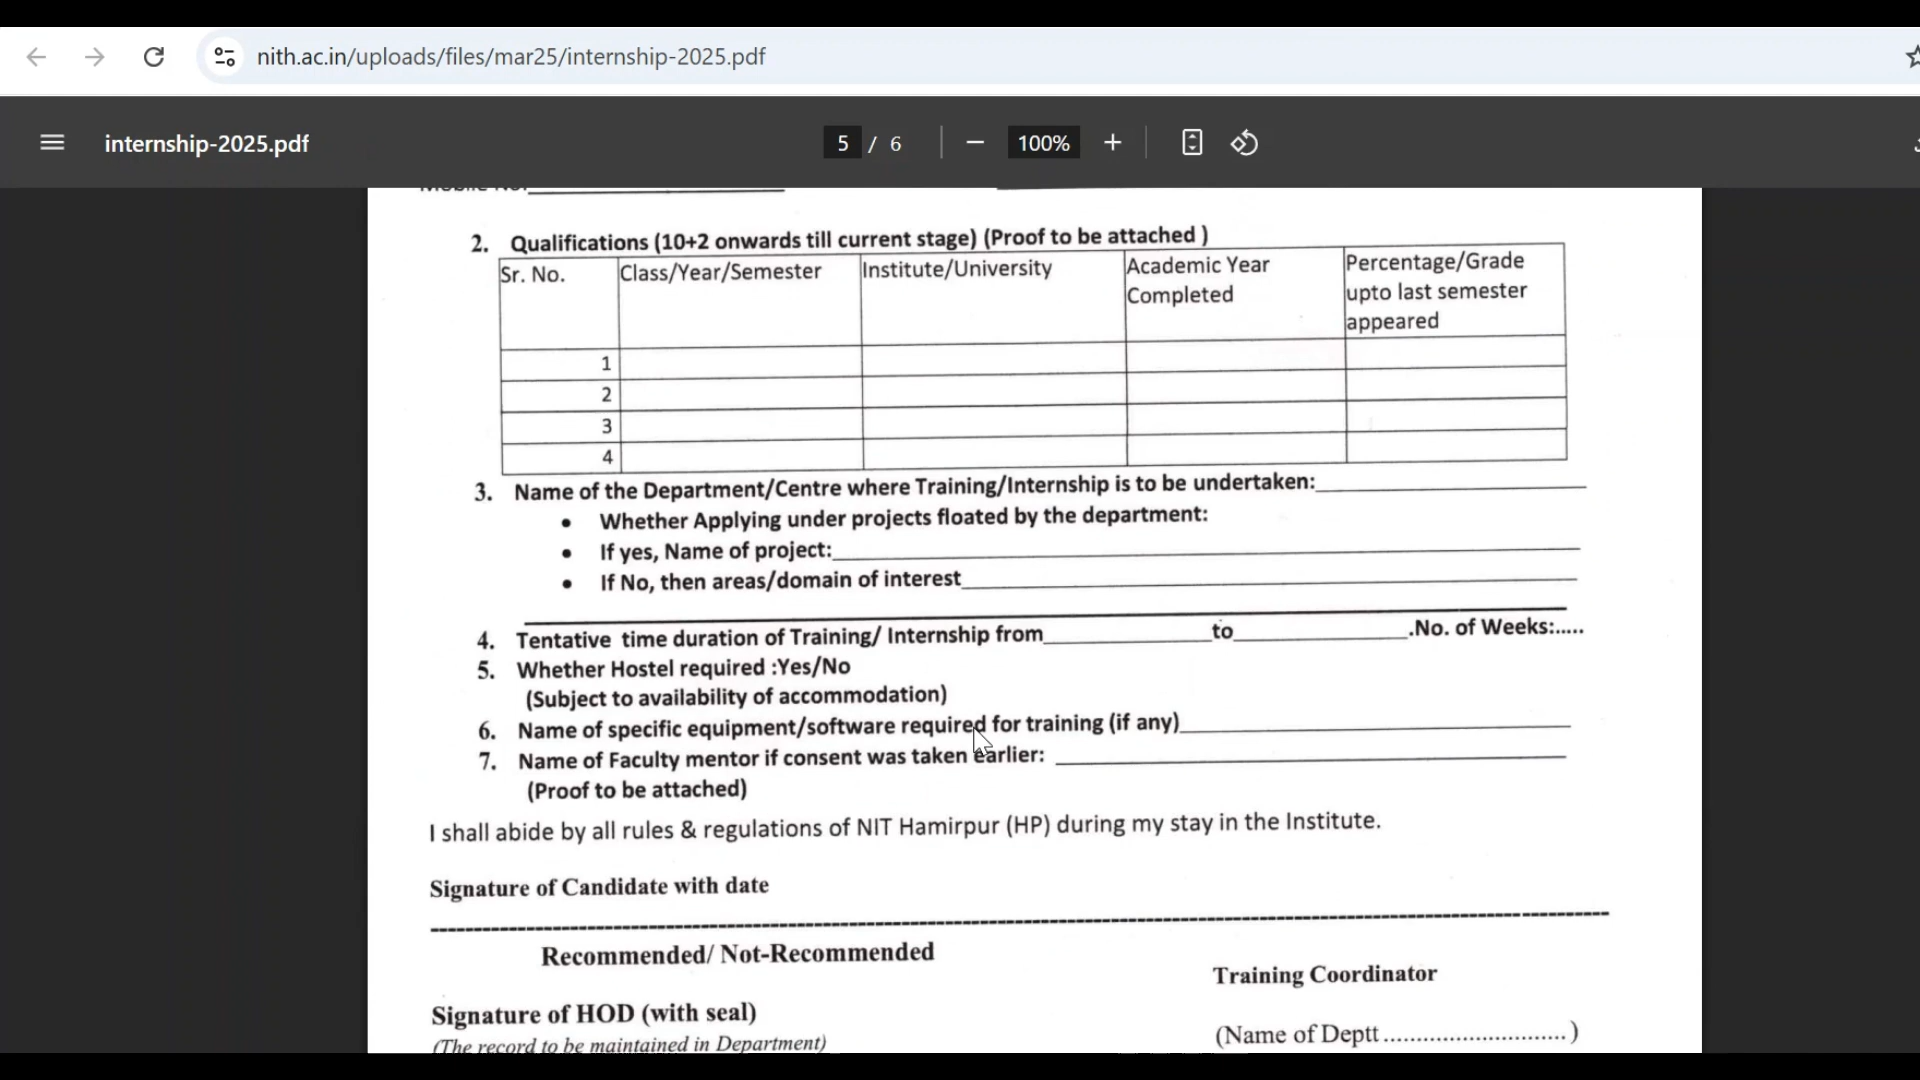 nith.ac.in/uploads/files/mar25/internship-2025.pdf
internship-2025.pdf
5 / 6
100%
2. Qualifications (10+2 onwards till current stage) (Proof to be attached )
Sr. No. Class/Year/Semester Institute/University Academic Year Completed Percentage/Grade upto last semester appeared
1
2
3
4
3. Name of the Department/Centre where Training/Internship is to be undertaken:
• Whether Applying under projects floated by the department:
• If yes, Name of project:
• If No, then areas/domain of interest
4. Tentative time duration of Training/ Internship from to .No. of Weeks:.....
5. Whether Hostel required :Yes/No
(Subject to availability of accommodation)
6. Name of specific equipment/software required for training (if any)
7. Name of Faculty mentor if consent was taken earlier:
(Proof to be attached)
I shall abide by all rules & regulations of NIT Hamirpur (HP) during my stay in the Institute.
Signature of Candidate with date
Recommended/ Not-Recommended
Training Coordinator
Signature of HOD (with seal)
(Name of Deptt ...........................)
(The record to be maintained in Department)